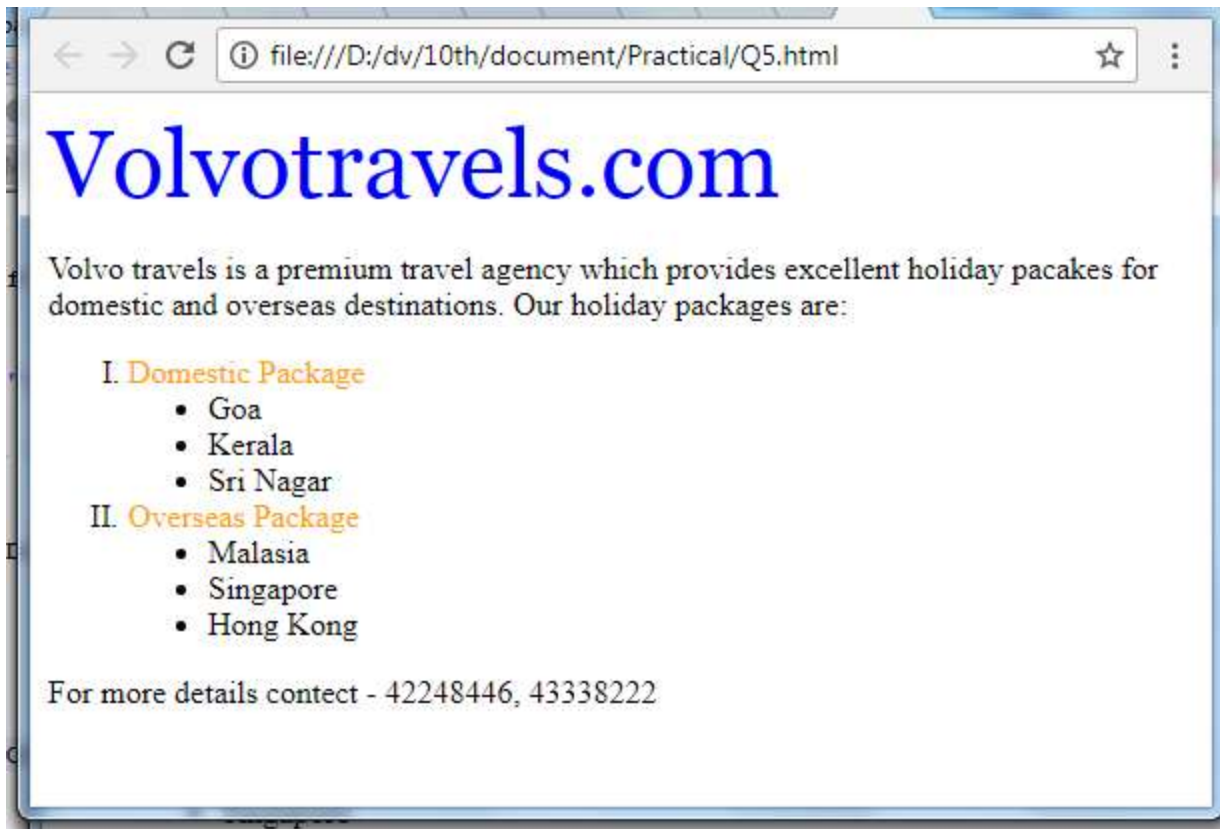 file:///D:/dv/10th/document/Practical/Q5.html
Volvotravels.com
Volvo travels is a premium travel agency which provides excellent holiday pacakes for
domestic and overseas destinations. Our holiday packages are:
I. Domestic Package
• Goa
• Kerala
• Sri Nagar
II. Overseas Package
• Malasia
• Singapore
• Hong Kong
For more details contect - 42248446, 43338222